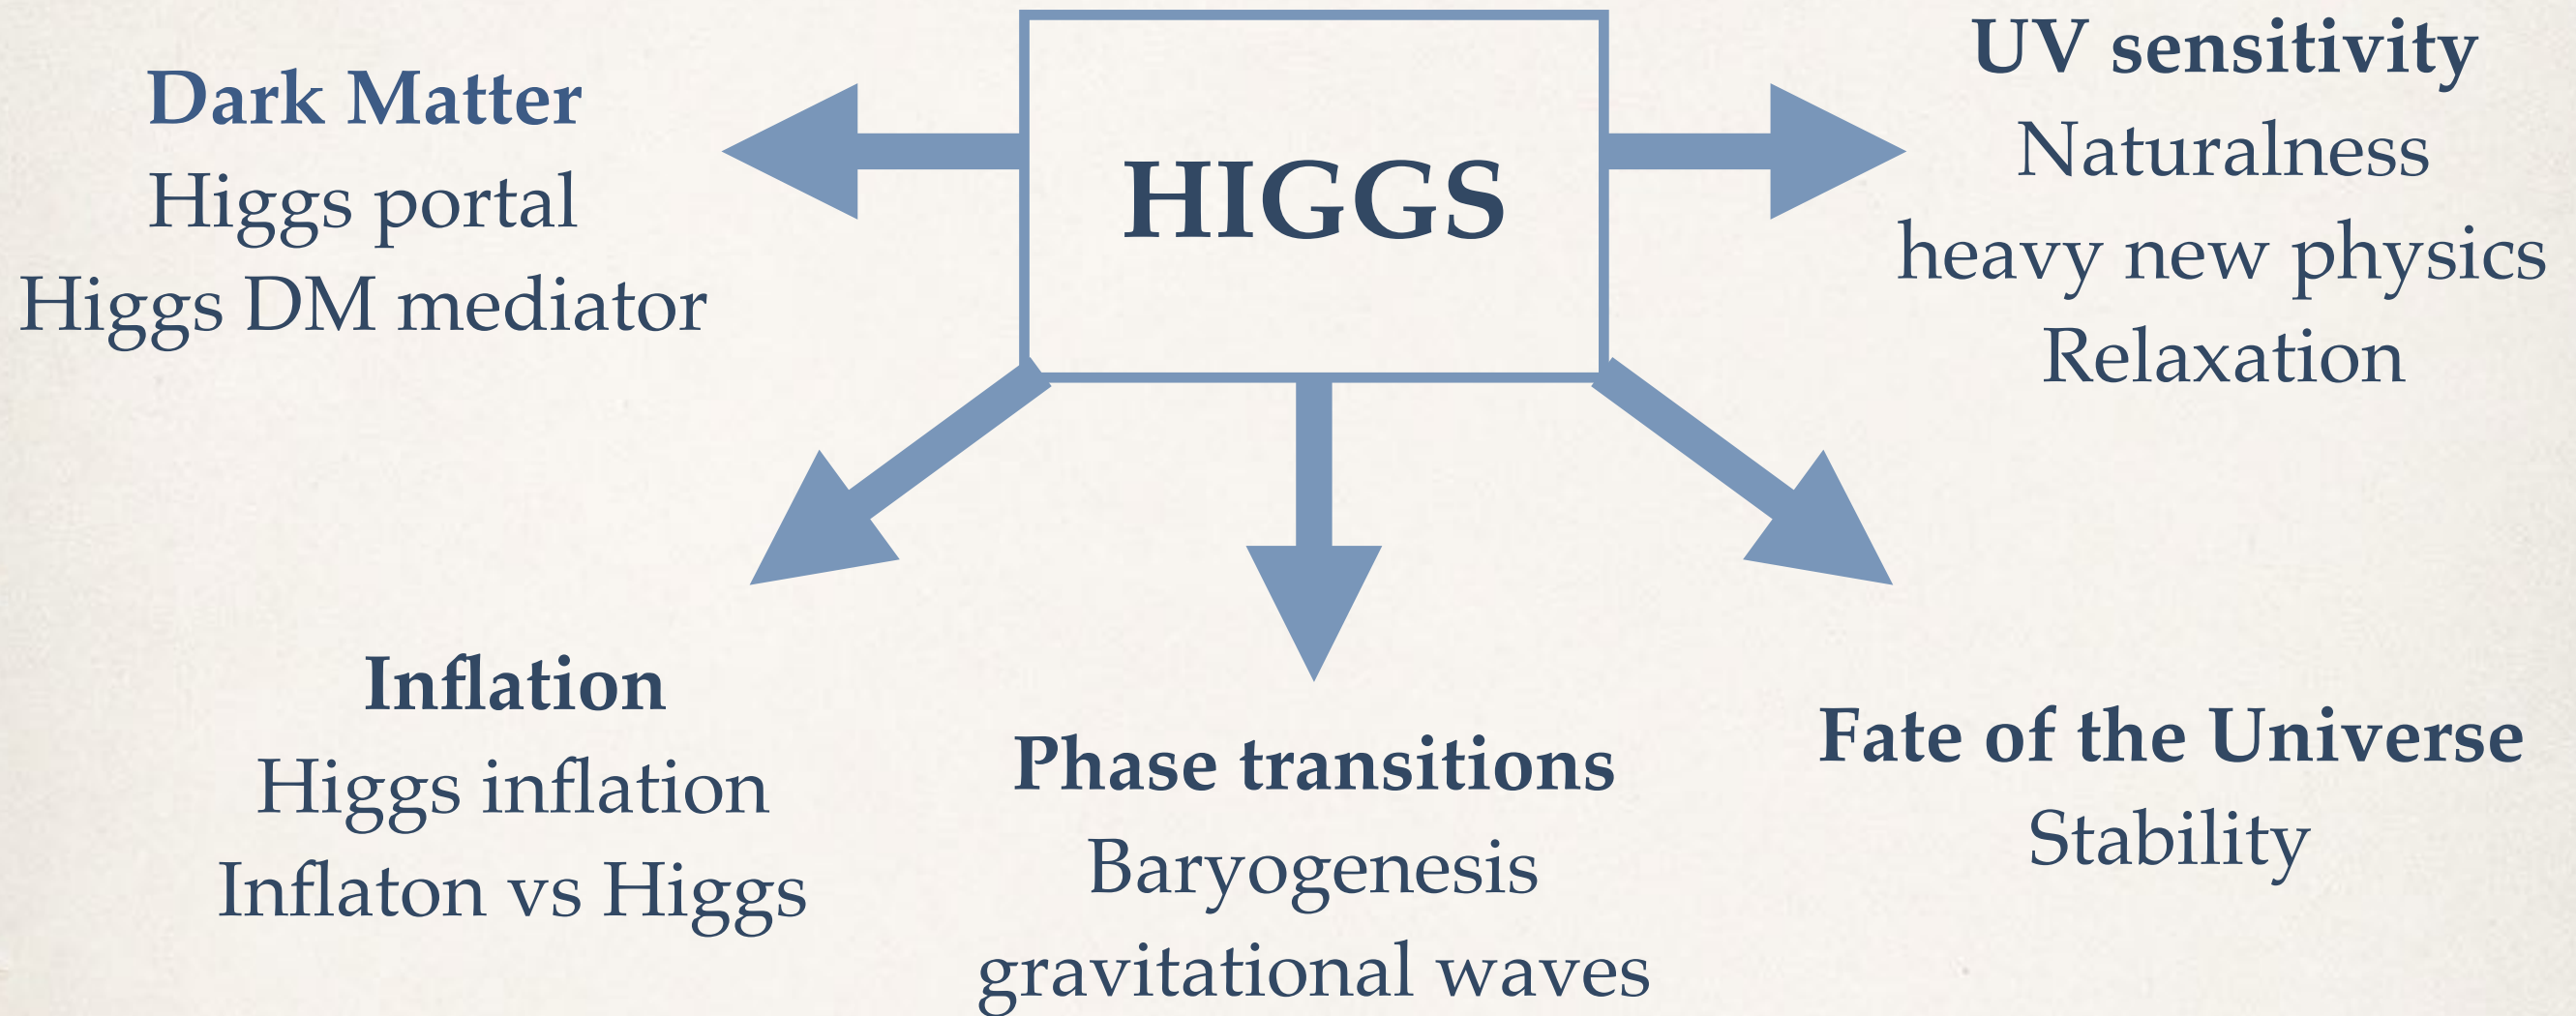 HIGGS
Dark Matter
Higgs portal
Higgs DM mediator
UV sensitivity
Naturalness
heavy new physics
Relaxation
Inflation
Higgs inflation
Inflaton vs Higgs
Phase transitions
Baryogenesis
gravitational waves
Fate of the Universe
Stability